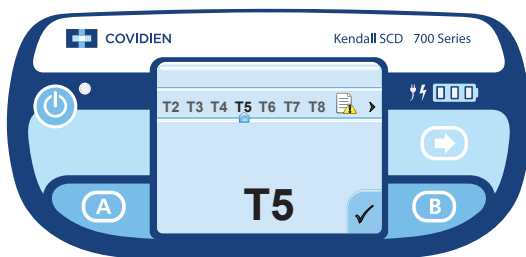 COVIDIEN
Kendall SCD 700 Series
T2 T3 T4 T5 T6 T7 T8
T5
A
B